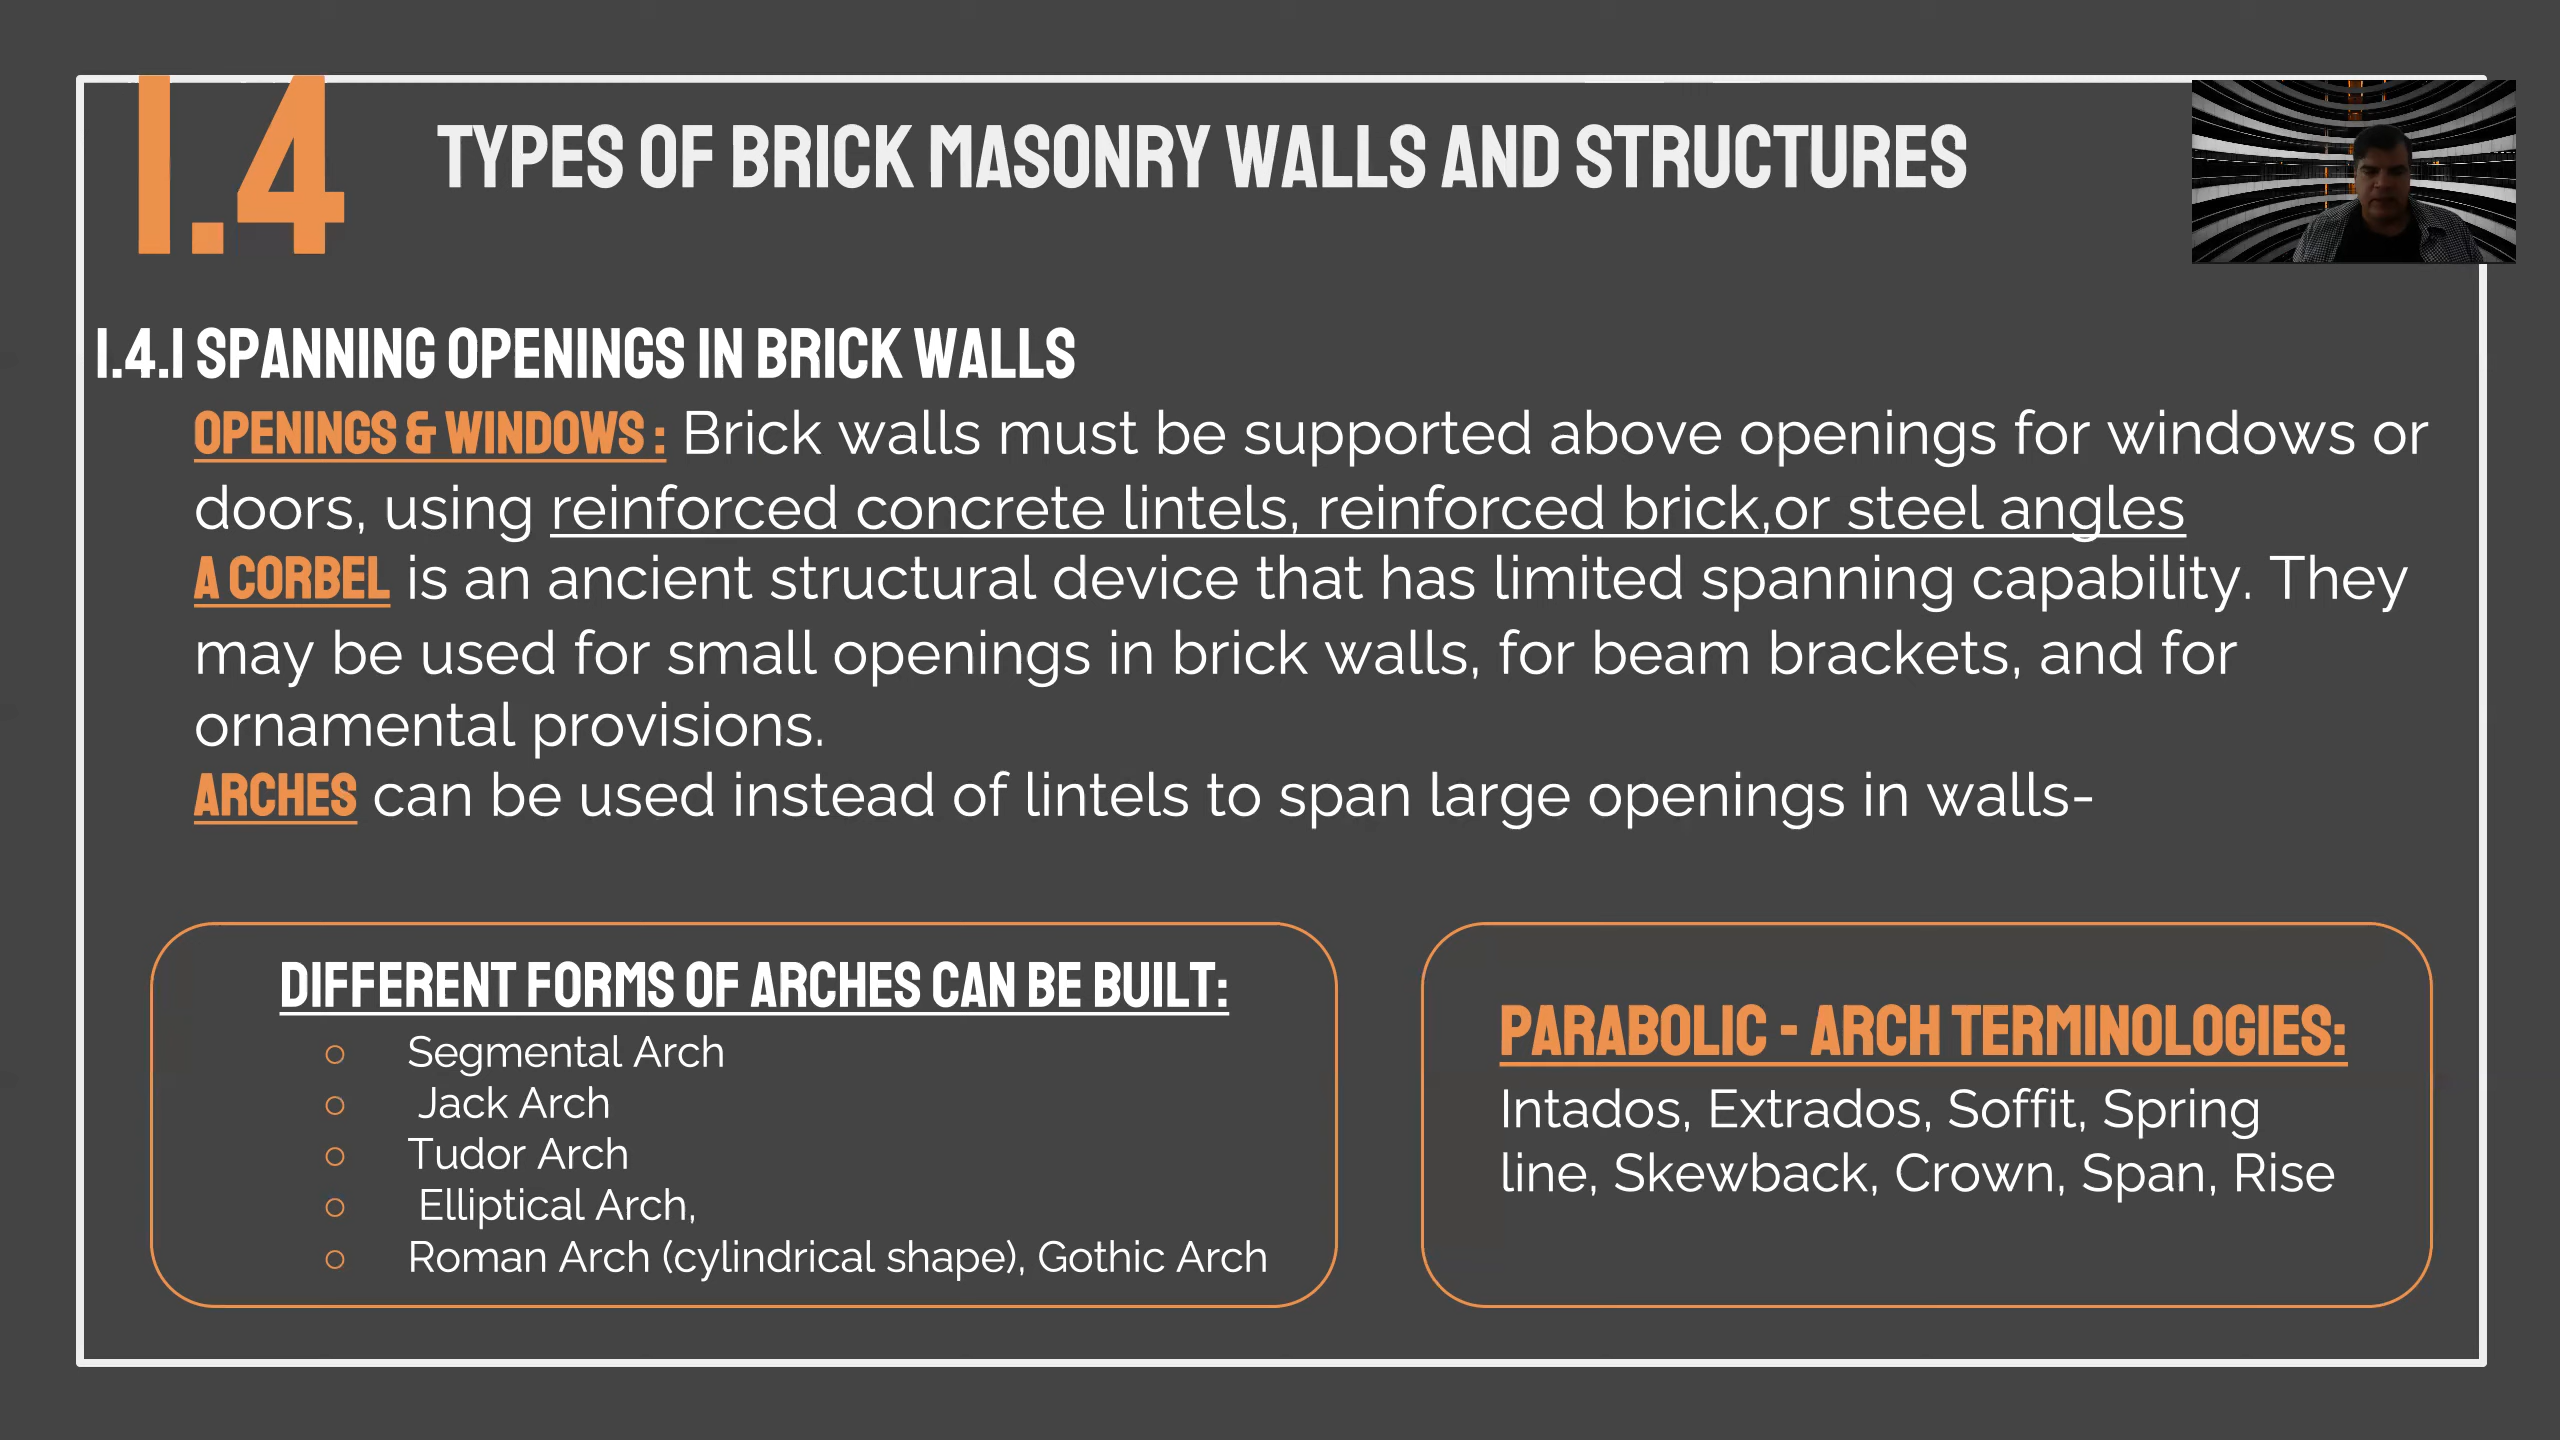 1.4
TYPES OF BRICK MASONRY WALLS AND STRUCTURES
1.4.1 SPANNING OPENINGS IN BRICK WALLS
OPENINGS & WINDOWS : Brick walls must be supported above openings for windows or
doors, using reinforced concrete lintels, reinforced brick,or steel angles
A CORBEL is an ancient structural device that has limited spanning capability. They
may be used for small openings in brick walls, for beam brackets, and for
ornamental provisions.
ARCHES can be used instead of lintels to span large openings in walls-
DIFFERENT FORMS OF ARCHES CAN BE BUILT:
○ Segmental Arch
○ Jack Arch
○ Tudor Arch
○ Elliptical Arch,
○ Roman Arch (cylindrical shape), Gothic Arch
PARABOLIC - ARCH TERMINOLOGIES:
Intados, Extrados, Soffit, Spring
line, Skewback, Crown, Span, Rise